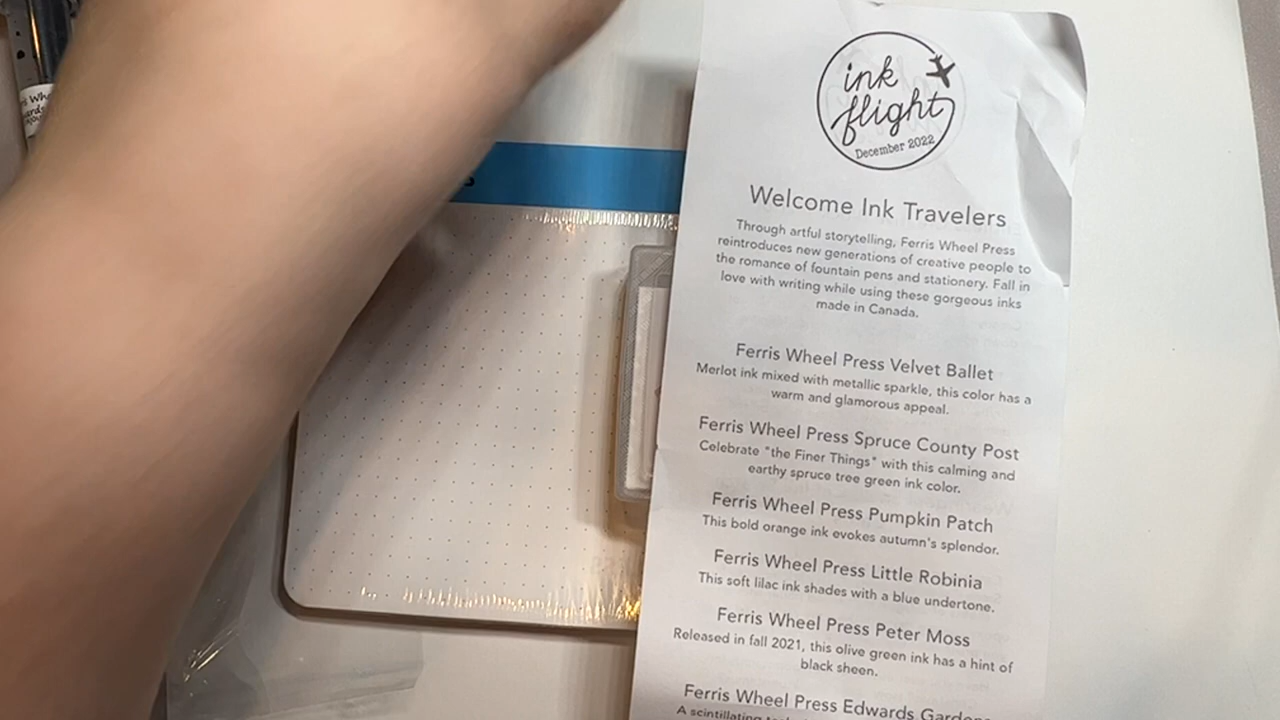 ink
flight
December 2022
Welcome Ink Travelers
Through artful storytelling, Ferris Wheel Press
reintroduces new generations of creative people to
the romance of fountain pens and stationery. Fall in
love with writing while using these gorgeous inks
made in Canada.
Ferris Wheel Press Velvet Ballet
Merlot ink mixed with metallic sparkle, this color has a
warm and glamorous appeal.
Ferris Wheel Press Spruce County Post
Celebrate "the Finer Things" with this calming and
earthy spruce tree green ink color.
Ferris Wheel Press Pumpkin Patch
This bold orange ink evokes autumn's splendor.
Ferris Wheel Press Little Robinia
This soft lilac ink shades with a blue undertone.
Ferris Wheel Press Peter Moss
Released in fall 2021, this olive green ink has a hint of
black sheen.
Ferris Wheel Press Edwards Gardens
A scintillating